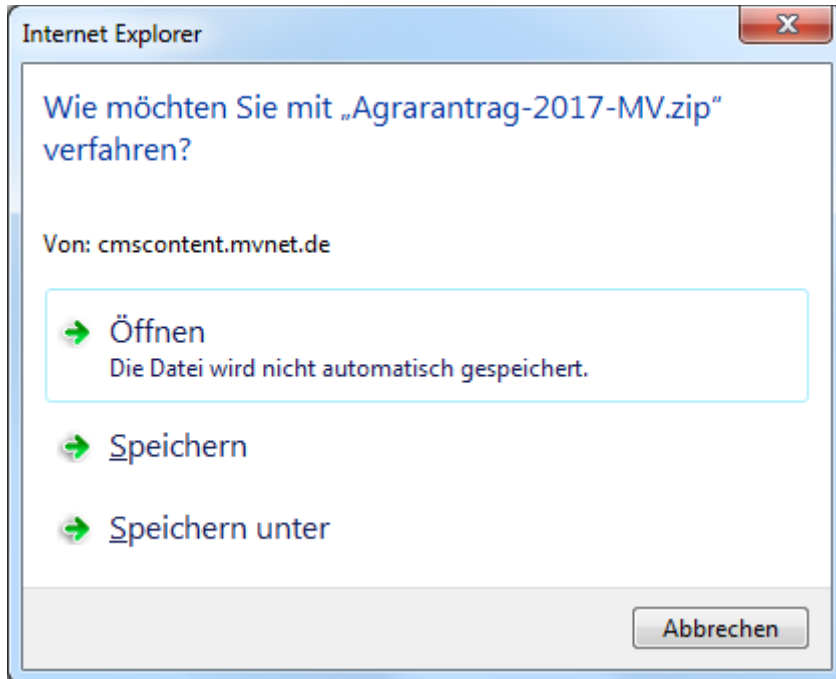 Internet Explorer
Wie möchten Sie mit „Agrarantrag-2017-MV.zip“
verfahren?
Von: cmscontent.mvnet.de
Öffnen
Die Datei wird nicht automatisch gespeichert.
Speichern
Speichern unter
Abbrechen